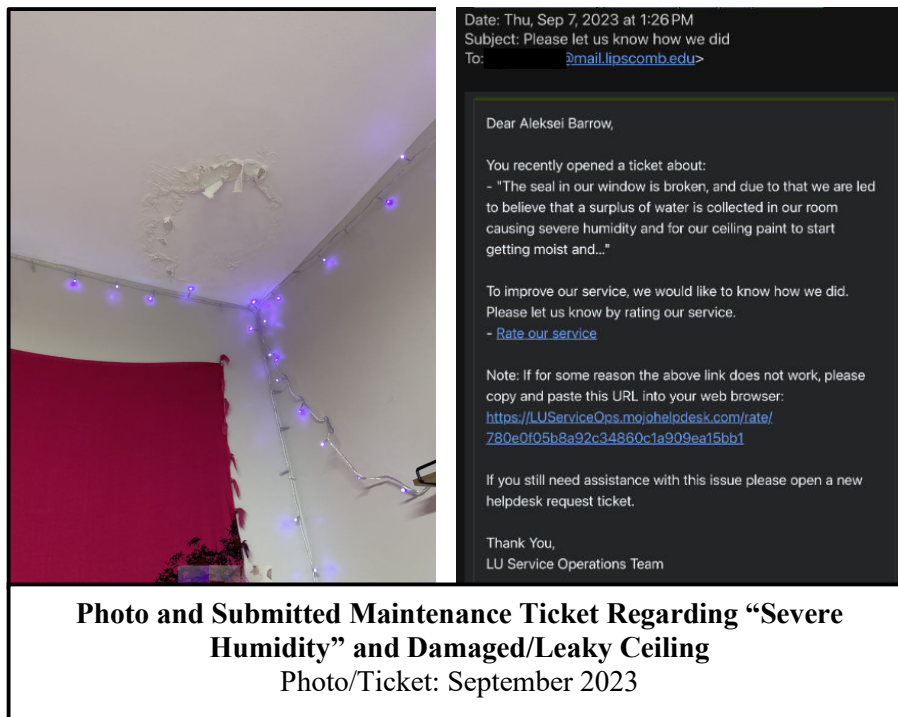 Date: Thu, Sep 7, 2023 at 1:26 PM
Subject: Please let us know how we did
To: @mail.lipscomb.edu>
Dear Aleksei Barrow,
You recently opened a ticket about:
- "The seal in our window is broken, and due to that we are led
to believe that a surplus of water is collected in our room
causing severe humidity and for our ceiling paint to start
getting moist and..."
To improve our service, we would like to know how we did.
Please let us know by rating our service.
- Rate our service
Note: If for some reason the above link does not work, please
copy and paste this URL into your web browser:
https://LUServiceOps.mojohelpdesk.com/rate/
780e0f05b8a92c34860c1a909ea15bb1
If you still need assistance with this issue please open a new
helpdesk request ticket.
Thank You,
LU Service Operations Team
Photo and Submitted Maintenance Ticket Regarding “Severe
Humidity” and Damaged/Leaky Ceiling
Photo/Ticket: September 2023